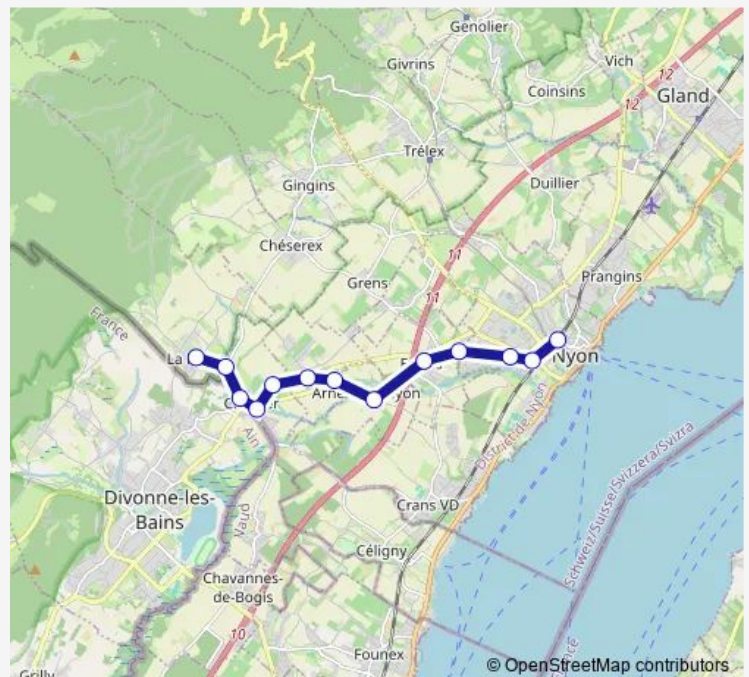 Genolier
Givrins
Vich
12
Coinsins
Gland
12
Trélex
Duillier
Gingins
11
Chéserex
Grens
Prangins
11
France
La
Nyon
Arne
yon
District de Nyon
Ain
Divonne-les-
Bains
Vaud
Crans VD
Schweiz/Suisse/Svizzera/Svizra
Céligny
Chavannes-
de-Bogis
10
Founex
Grilly
© OpenStreetMap contributors